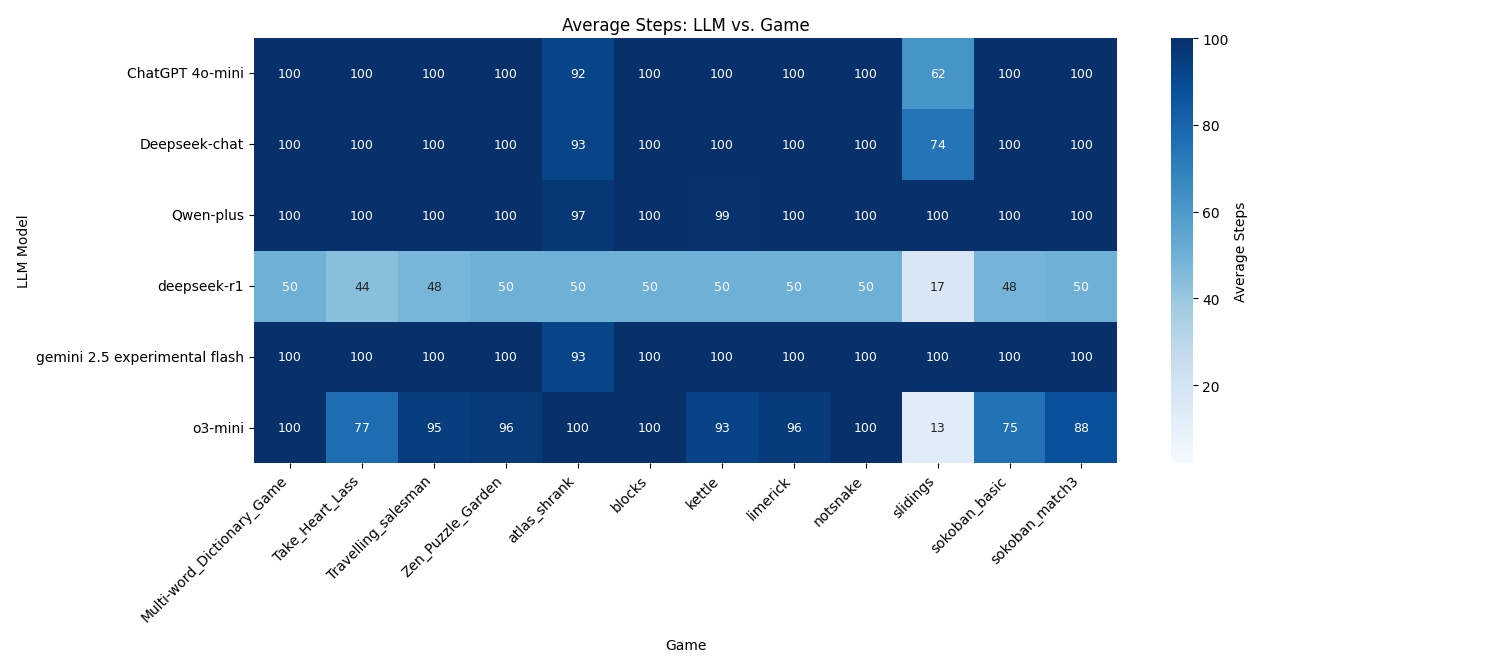 Average Steps: LLM vs. Game
LLM Model
ChatGPT 4o-mini 100 100 100 100 92 100 100 100 100 62 100 100
Deepseek-chat 100 100 100 100 93 100 100 100 100 74 100 100
Qwen-plus 100 100 100 100 97 100 99 100 100 100 100 100
deepseek-r1 50 44 48 50 50 50 50 50 50 17 48 50
gemini 2.5 experimental flash 100 100 100 100 93 100 100 100 100 100 100 100
o3-mini 100 77 95 96 100 100 93 96 100 13 75 88
Multi-word_Dictionary_Game
Take_Heart_Lass
Travelling_salesman
Zen_Puzzle_Garden
atlas_shrank
blocks
kettle
limerick
notsnake
slidings
sokoban_basic
sokoban_match3
Game
100
80
60
40
20
Average Steps